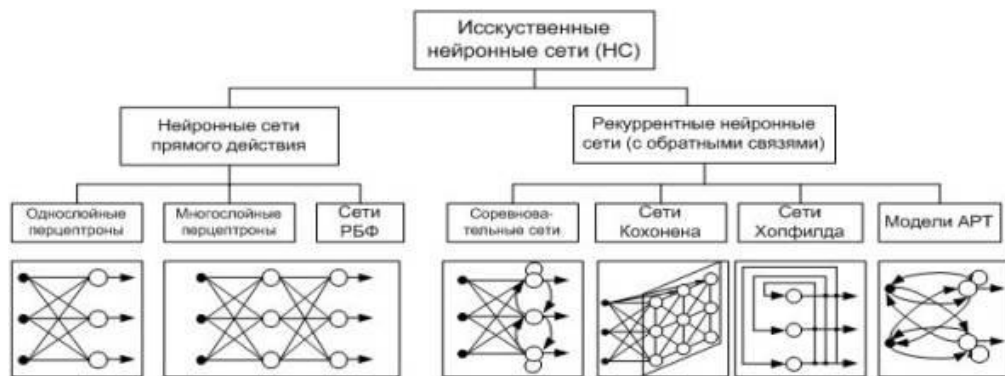 Исскуственные
нейронные сети (НС)
Нейронные сети
прямого действия
Рекуррентные нейронные
сети (с обратными связями)
Однослойные
перцептроны
Многослойные
перцептроны
Сети
РБФ
Соревнова-
тельные сети
Сети
Кохонена
Сети
Хопфилда
Модели АРТ